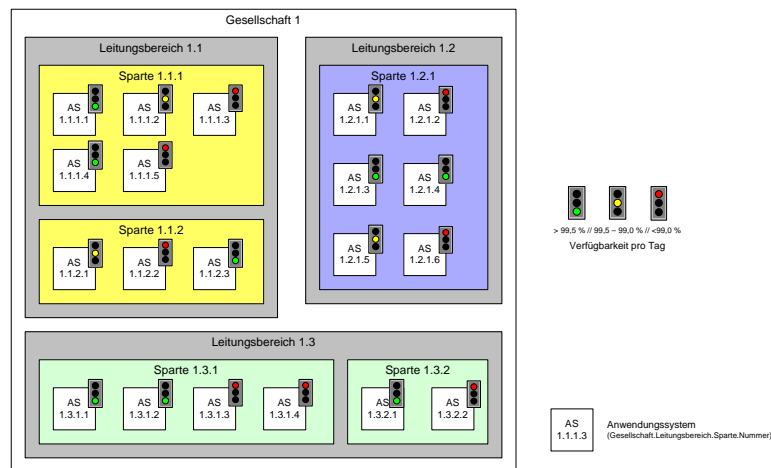 Gesellschaft 1
Leitungsbereich 1.1
Leitungsbereich 1.2
Sparte 1.1.1
AS
1.1.1.1
AS
1.1.1.2
AS
1.1.1.3
AS
1.1.1.4
AS
1.1.1.5
Sparte 1.1.2
AS
1.1.2.1
AS
1.1.2.2
AS
1.1.2.3
Sparte 1.2.1
AS
1.2.1.1
AS
1.2.1.2
AS
1.2.1.3
AS
1.2.1.4
AS
1.2.1.5
AS
1.2.1.6
Leitungsbereich 1.3
Sparte 1.3.1
AS
1.3.1.1
AS
1.3.1.2
AS
1.3.1.3
AS
1.3.1.4
Sparte 1.3.2
AS
1.3.2.1
AS
1.3.2.2
> 99,5 % // 99,5 – 99,0 % // <99,0 %
Verfügbarkeit pro Tag
AS
1.1.1.3
Anwendungssystem
(Gesellschaft.Leitungsbereich.Sparte.Nummer)